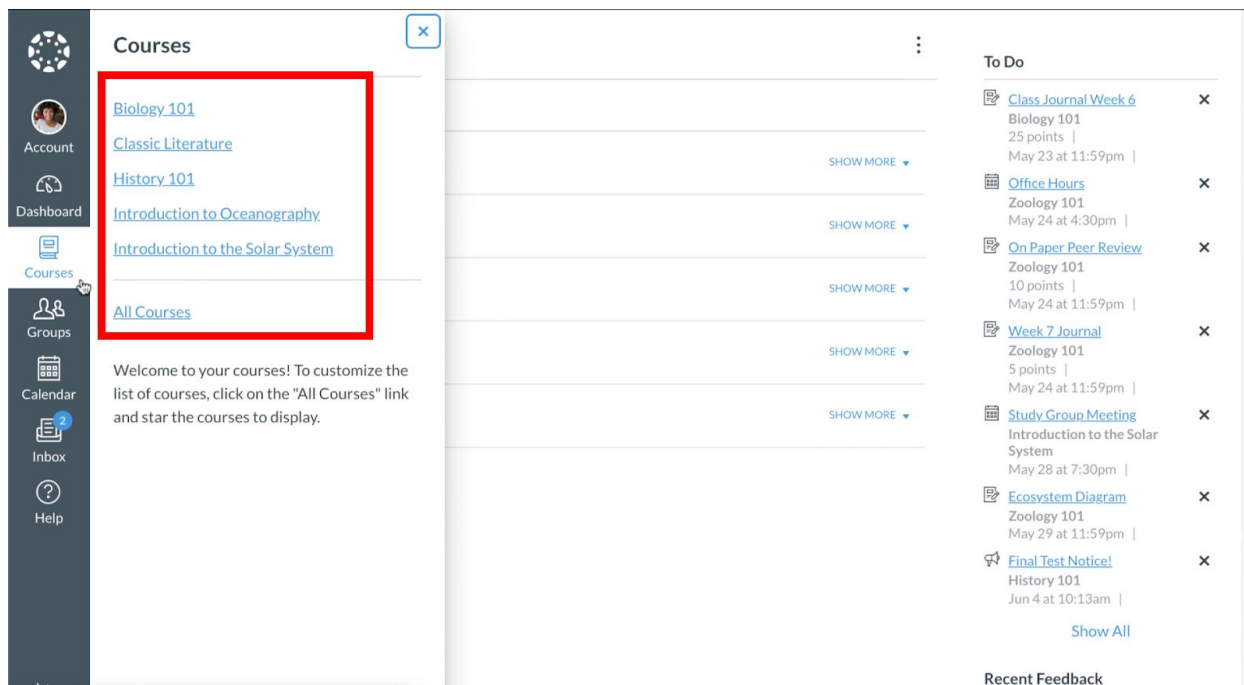 Account
Dashboard
Courses
Groups
Calendar
2
Inbox
Help
Courses
Biology 101
Classic Literature
History 101
Introduction to Oceanography
Introduction to the Solar System
All Courses
Welcome to your courses! To customize the
list of courses, click on the "All Courses" link
and star the courses to display.
SHOW MORE
SHOW MORE
SHOW MORE
SHOW MORE
SHOW MORE
To Do
Class Journal Week 6
Biology 101
25 points |
May 23 at 11:59pm |
Office Hours
Zoology 101
May 24 at 4:30pm |
On Paper Peer Review
Zoology 101
10 points |
May 24 at 11:59pm |
Week 7 Journal
Zoology 101
5 points |
May 24 at 11:59pm |
Study Group Meeting
Introduction to the Solar
System
May 28 at 7:30pm |
Ecosystem Diagram
Zoology 101
May 29 at 11:59pm |
Final Test Notice!
History 101
Jun 4 at 10:13am |
Show All
Recent Feedback